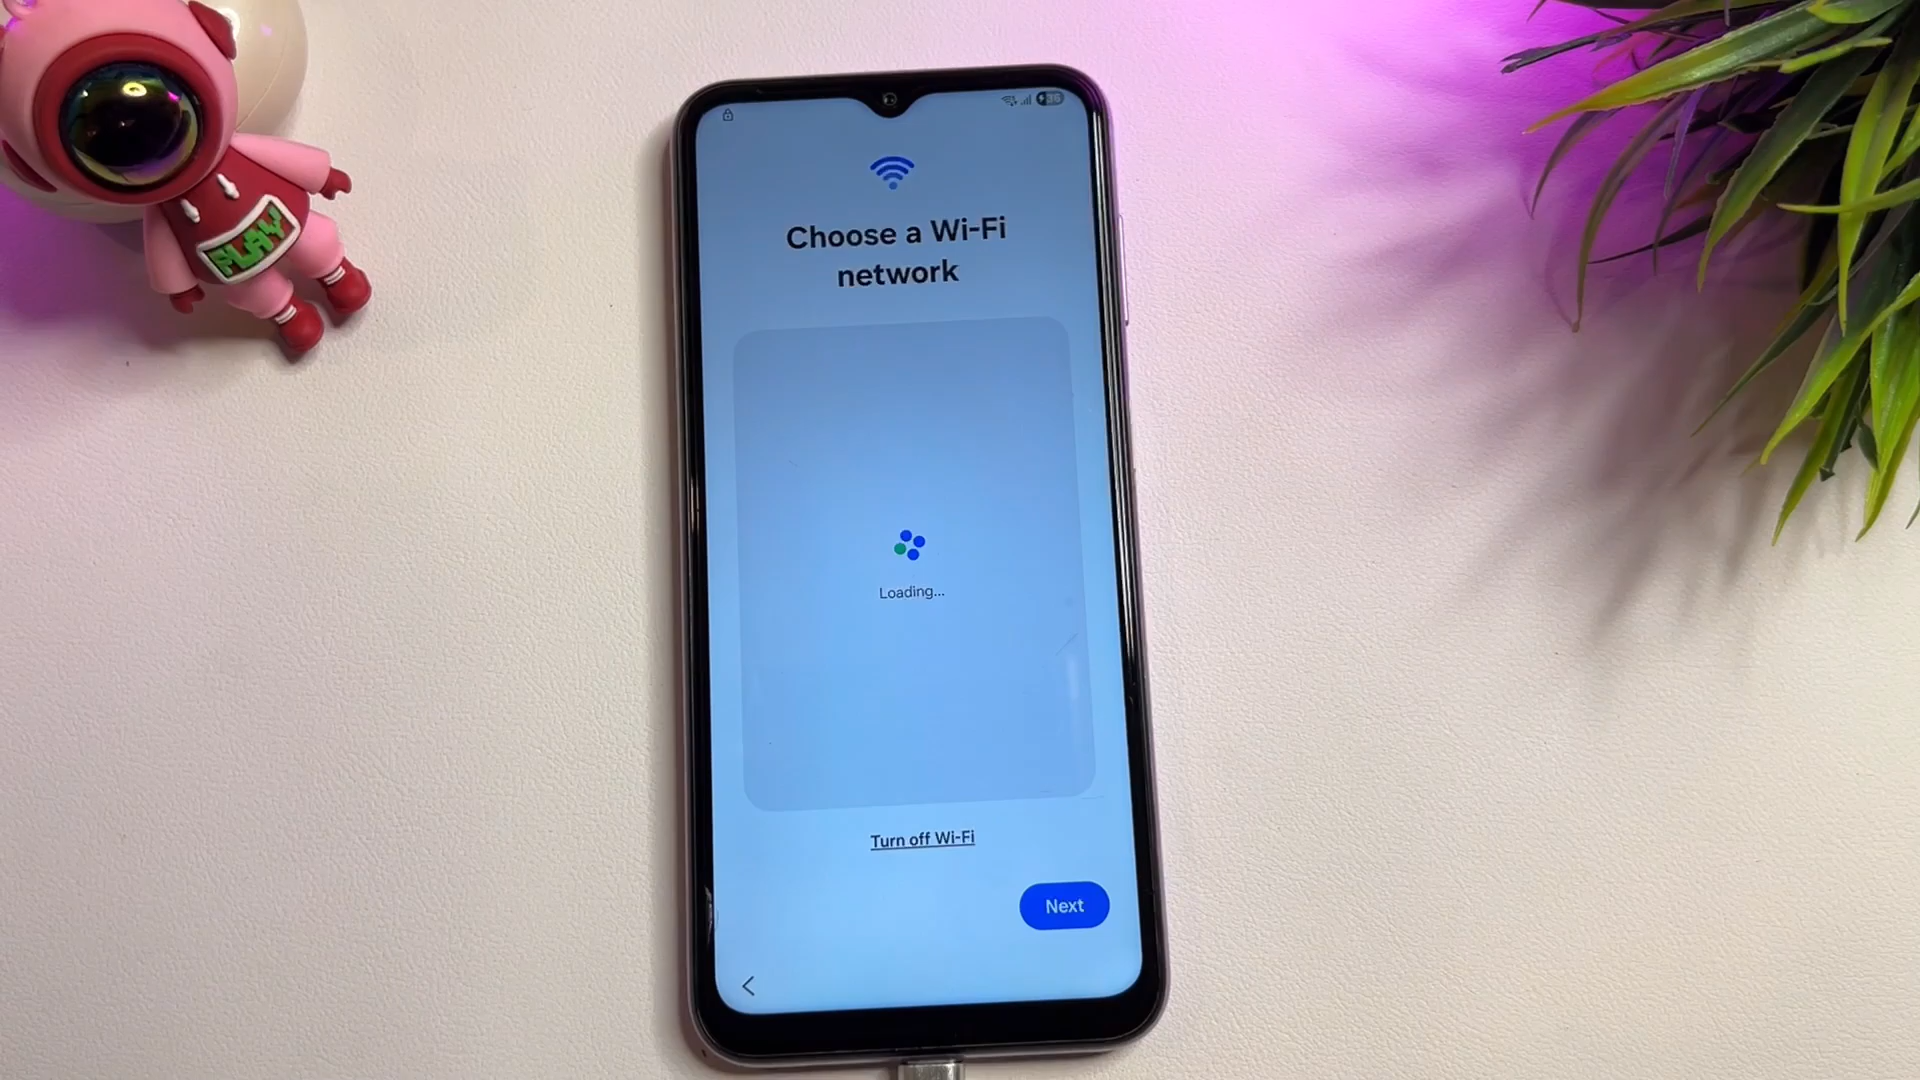 PLAY
Choose a Wi-Fi
network
Loading...
Turn off Wi-Fi
Next